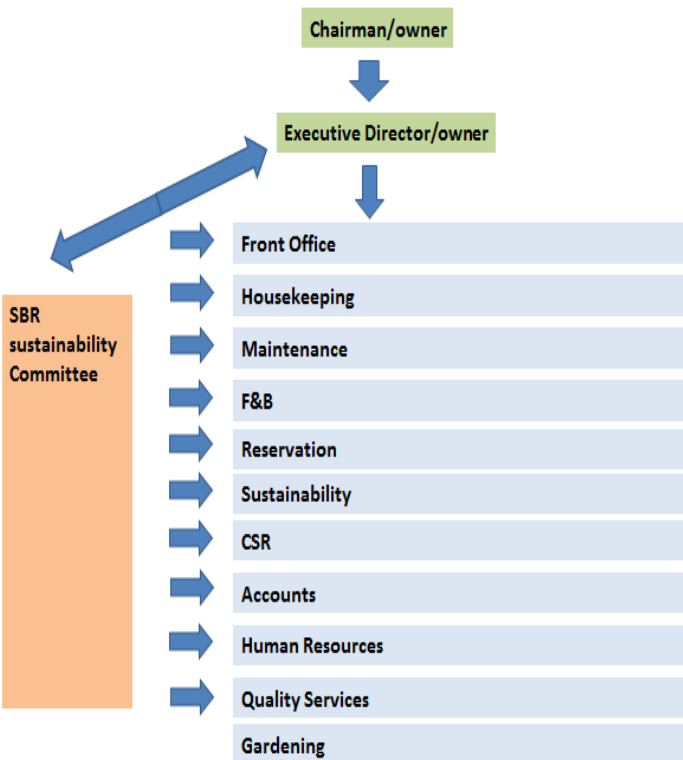 Chairman/owner
Executive Director/owner
SBR
sustainability
Committee
Front Office
Housekeeping
Maintenance
F&B
Reservation
Sustainability
CSR
Accounts
Human Resources
Quality Services
Gardening